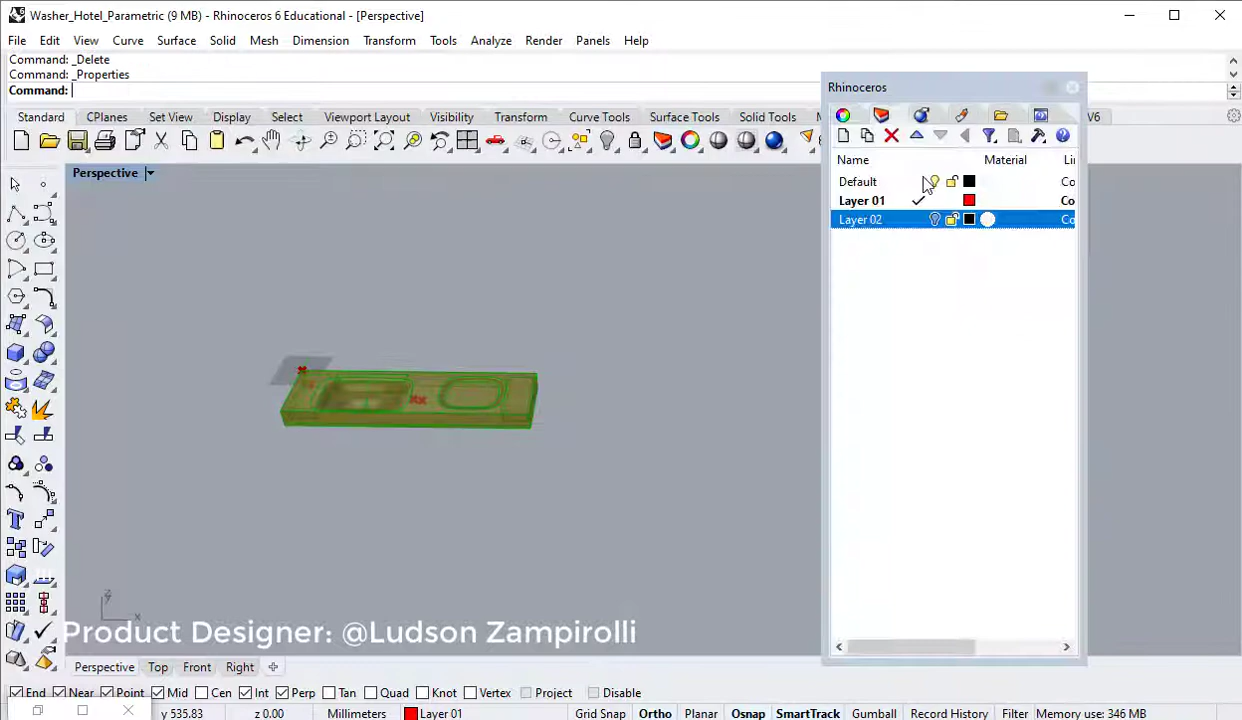 Washer_Hotel_Parametric (9 MB) - Rhinoceros 6 Educational - [Perspective]
File Edit View Curve Surface Solid Mesh Dimension Transform Tools Analyze Render Panels Help
Command: _Delete
Command: _Properties
Command:
Standard CPlanes Set View Display Select Viewport Layout Visibility Transform Curve Tools Surface Tools Solid Tools V6
Perspective
Rhinoceros
Name Material Li
Default Co
Layer 01 Co
Layer 02 Co
z
x
Product Designer: @Ludson Zampirolli
Perspective Top Front Right
End Near Point Mid Cen Int Perp Tan Quad Knot Vertex Project Disable
y 535.83 z 0.00 Millimeters Layer 01 Grid Snap Ortho Planar Osnap SmartTrack Gumball Record History Filter Memory use: 346 MB